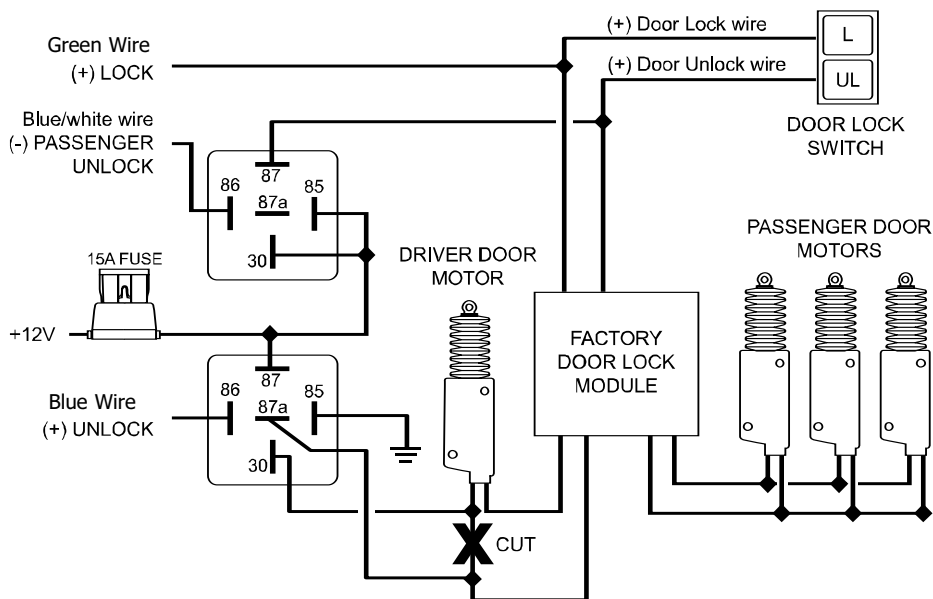 Green Wire
(+) LOCK
(+) Door Lock wire
L
(+) Door Unlock wire
UL
DOOR LOCK
SWITCH
Blue/white wire
(-) PASSENGER
UNLOCK
87
86
87a
85
30
15A FUSE
+12V
DRIVER DOOR
MOTOR
PASSENGER DOOR
MOTORS
FACTORY
DOOR LOCK
MODULE
87
86
87a
85
30
Blue Wire
(+) UNLOCK
CUT